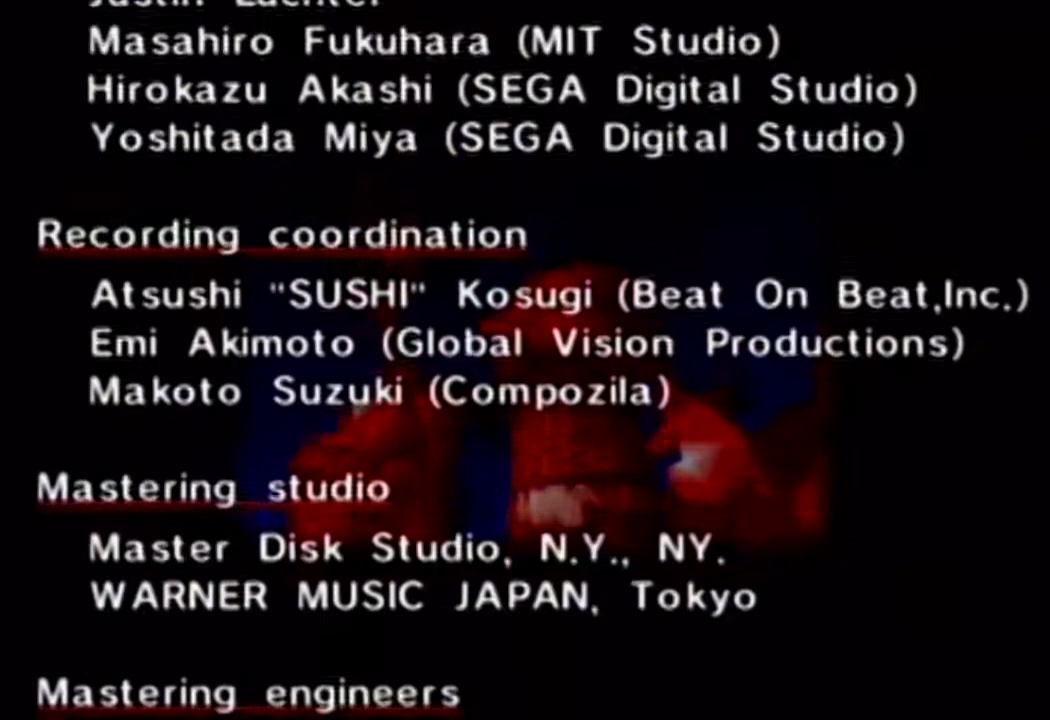 Masahiro Fukuhara (MIT Studio)
Hirokazu Akashi (SEGA Digital Studio)
Yoshitada Miya (SEGA Digital Studio)
Recording coordination
Atsushi "SUSHI" Kosugi (Beat On Beat,Inc.)
Emi Akimoto (Global Vision Productions)
Makoto Suzuki (Compozila)
Mastering studio
Master Disk Studio, N.Y., NY.
WARNER MUSIC JAPAN, Tokyo
Mastering engineers